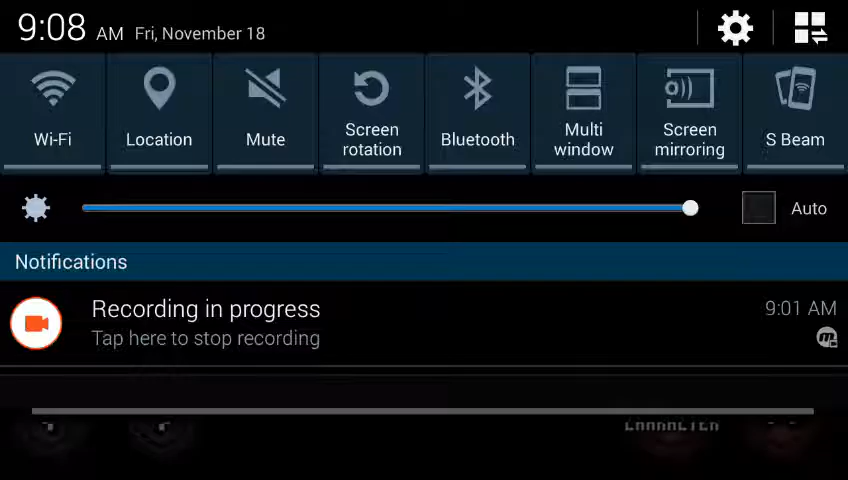 9:08 AM Fri, November 18
Wi-Fi
Location
Mute
Screen
rotation
Bluetooth
Multi
window
Screen
mirroring
S Beam
Auto
Notifications
Recording in progress
9:01 AM
Tap here to stop recording
CHARACTER